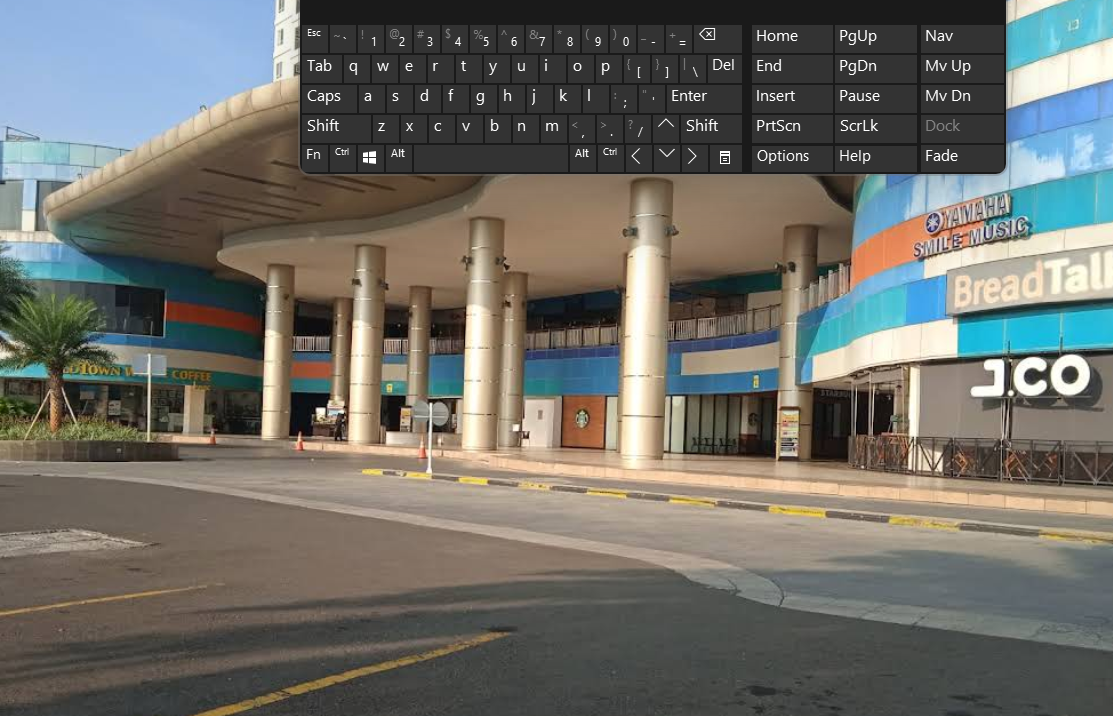 Esc ~ ` ! 1 @ 2 # 3 $ 4 % 5 ^ 6 & 7 * 8 ( 9 ) 0 _ - + = Home PgUp Nav
Tab q w e r t y u i o p { [ } ] | \ Del End PgDn Mv Up
Caps a s d f g h j k l : ; " ' Enter Insert Pause Mv Dn
Shift z x c v b n m < , > . ? / Shift PrtScn ScrLk Dock
Fn Ctrl Alt Alt Ctrl Options Help Fade
YAMAHA
SMILE MUSIC
BreadTalk
J.CO
COFFEE